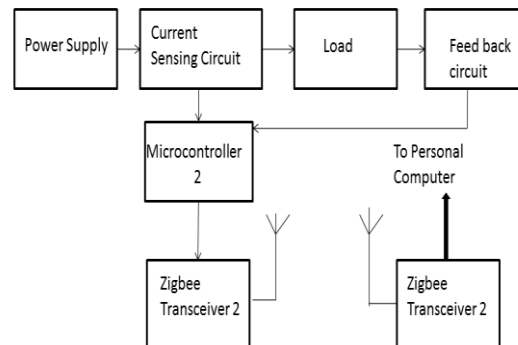 Power Supply
Current
Sensing Circuit
Load
Feed back
circuit
Microcontroller
2
To Personal
Computer
Zigbee
Transceiver 2
Zigbee
Transceiver 2